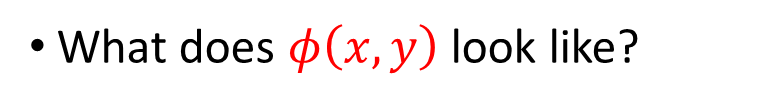 • What does 𝜙(𝑥, 𝑦) look like?